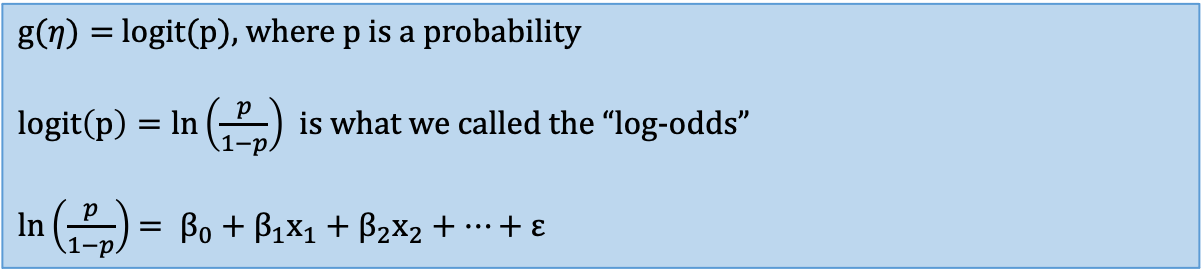 g(η) = logit(p), where p is a probability
logit(p) = ln(p/(1−p)) is what we called the “log-odds”
ln(p/(1−p)) = β₀ + β₁x₁ + β₂x₂ + ⋯ + ε